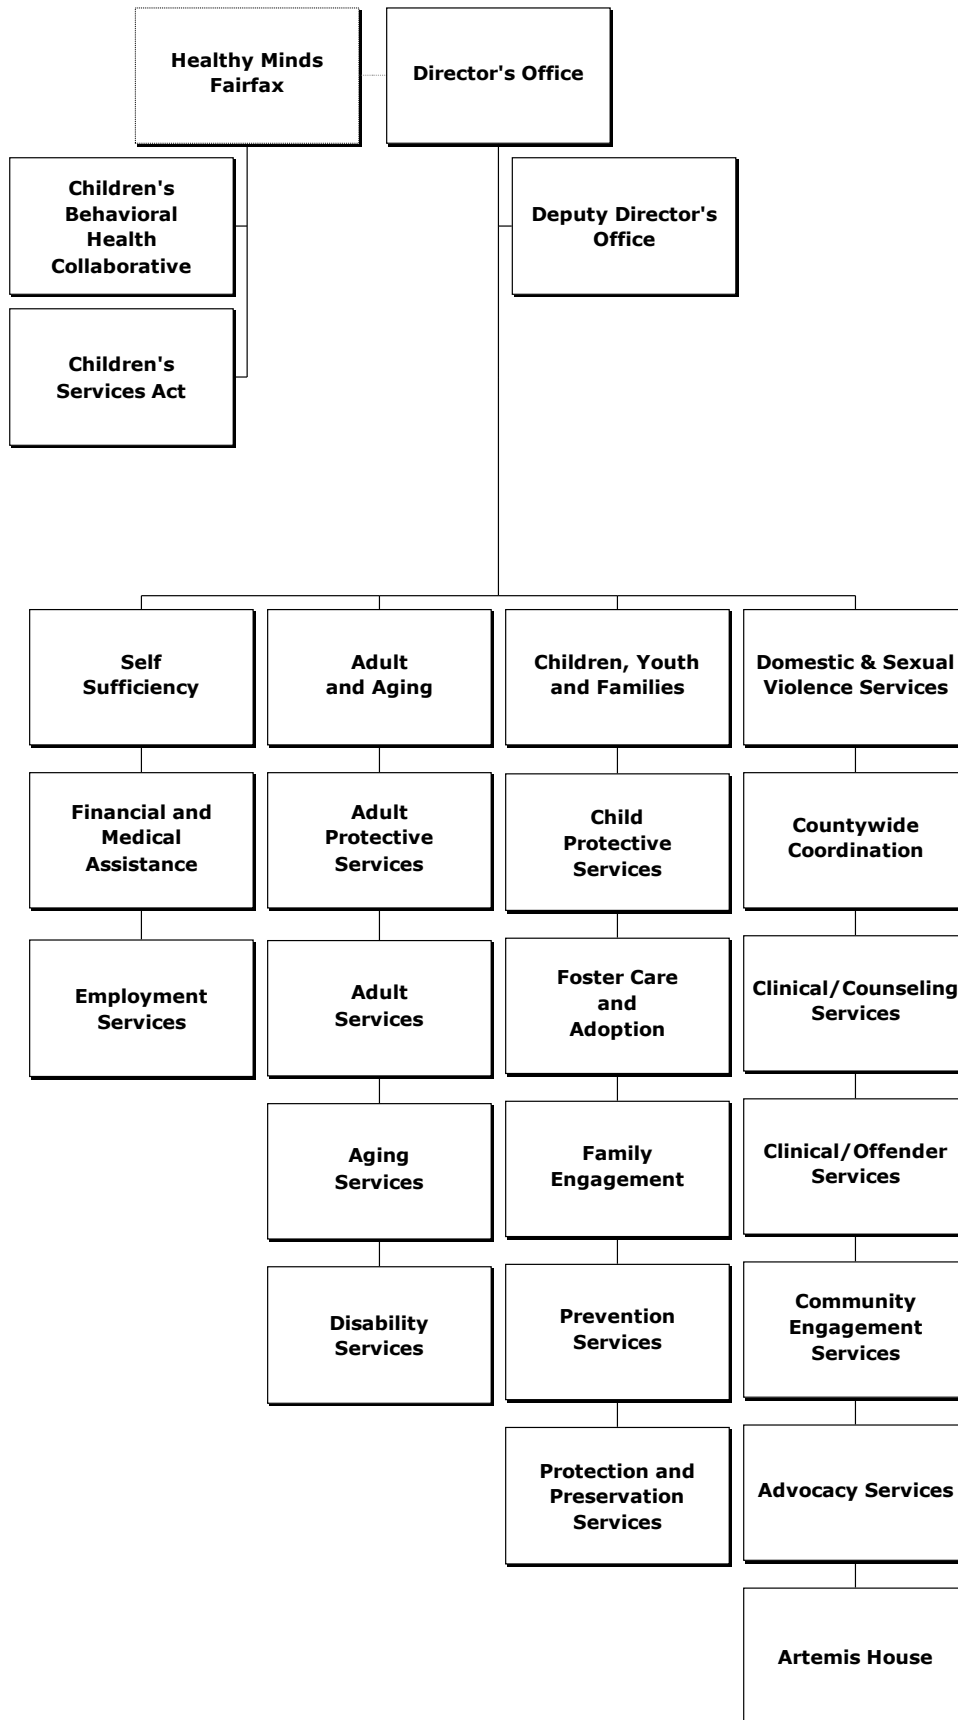 Healthy Minds
Fairfax
Director's Office
Children's
Behavioral
Health
Collaborative
Deputy Director's
Office
Children's
Services Act
Self
Sufficiency
Adult
and Aging
Children, Youth
and Families
Domestic & Sexual
Violence Services
Financial and
Medical
Assistance
Adult
Protective
Services
Child
Protective
Services
Countywide
Coordination
Employment
Services
Adult
Services
Foster Care
and
Adoption
Clinical/Counseling
Services
Aging
Services
Family
Engagement
Clinical/Offender
Services
Disability
Services
Prevention
Services
Community
Engagement
Services
Protection and
Preservation
Services
Advocacy Services
Artemis House